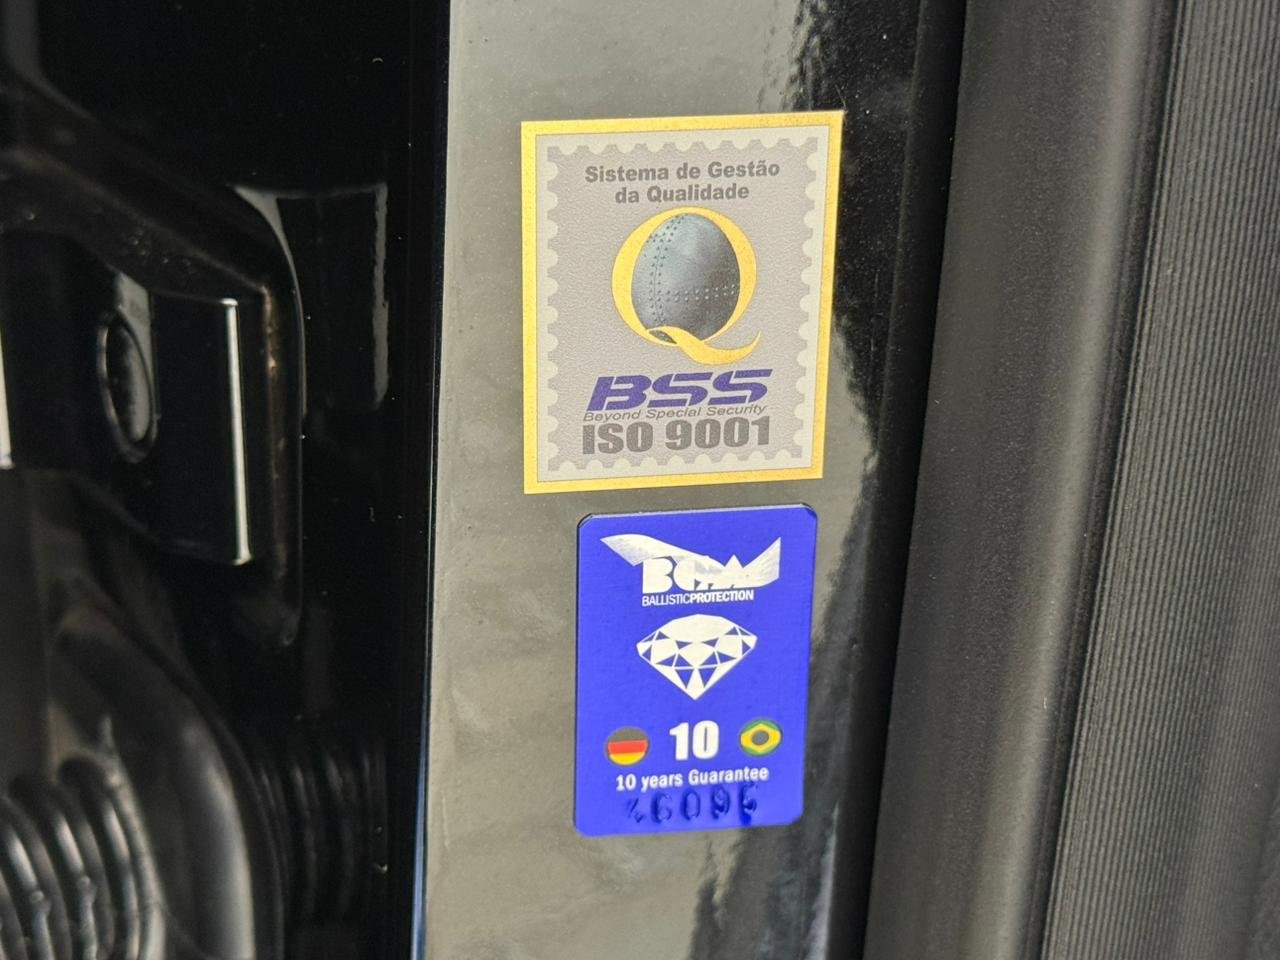 Sistema de Gestão
da Qualidade
Q
BSS
Beyond Special Security
ISO 9001
BALLISTICPROTECTION
10
10 years Guarantee